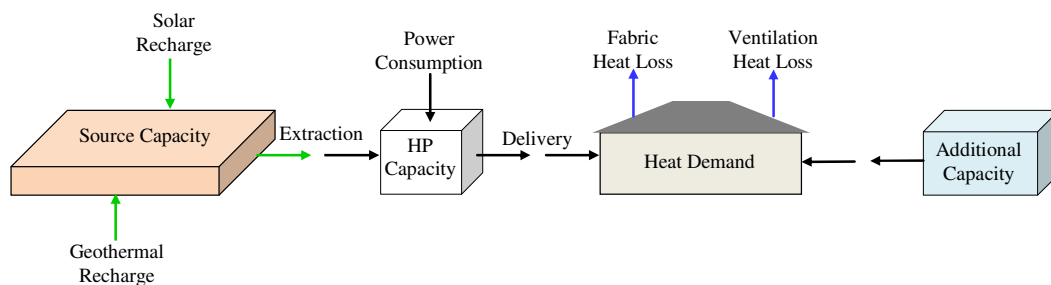 Solar
Recharge
Source Capacity
Geothermal
Recharge
Extraction
Power
Consumption
HP
Capacity
Delivery
Fabric
Heat Loss
Ventilation
Heat Loss
Heat Demand
Additional
Capacity